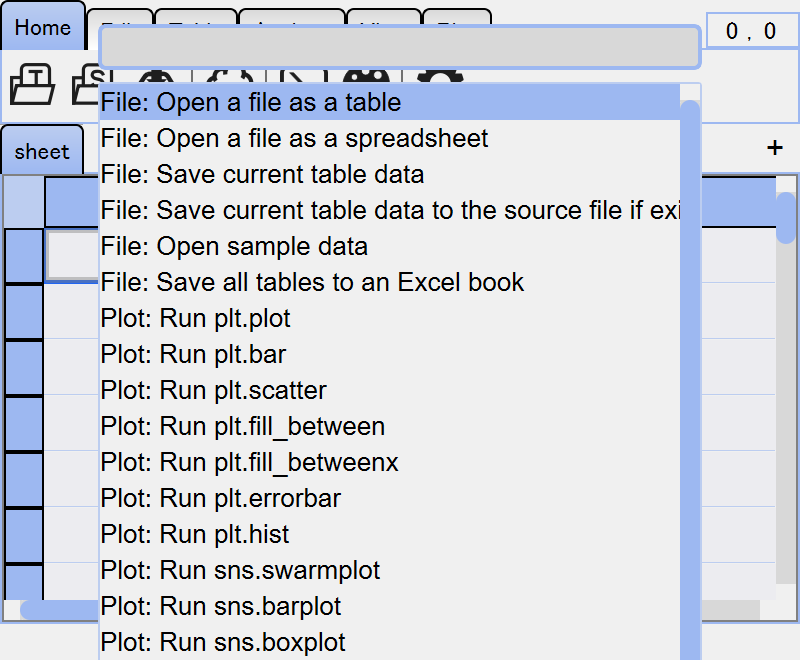 Home
0 , 0
T
S
File: Open a file as a table
sheet
+
File: Open a file as a spreadsheet
File: Save current table data
File: Save current table data to the source file if exi
File: Open sample data
File: Save all tables to an Excel book
Plot: Run plt.plot
Plot: Run plt.bar
Plot: Run plt.scatter
Plot: Run plt.fill_between
Plot: Run plt.fill_betweenx
Plot: Run plt.errorbar
Plot: Run plt.hist
Plot: Run sns.swarmplot
Plot: Run sns.barplot
Plot: Run sns.boxplot